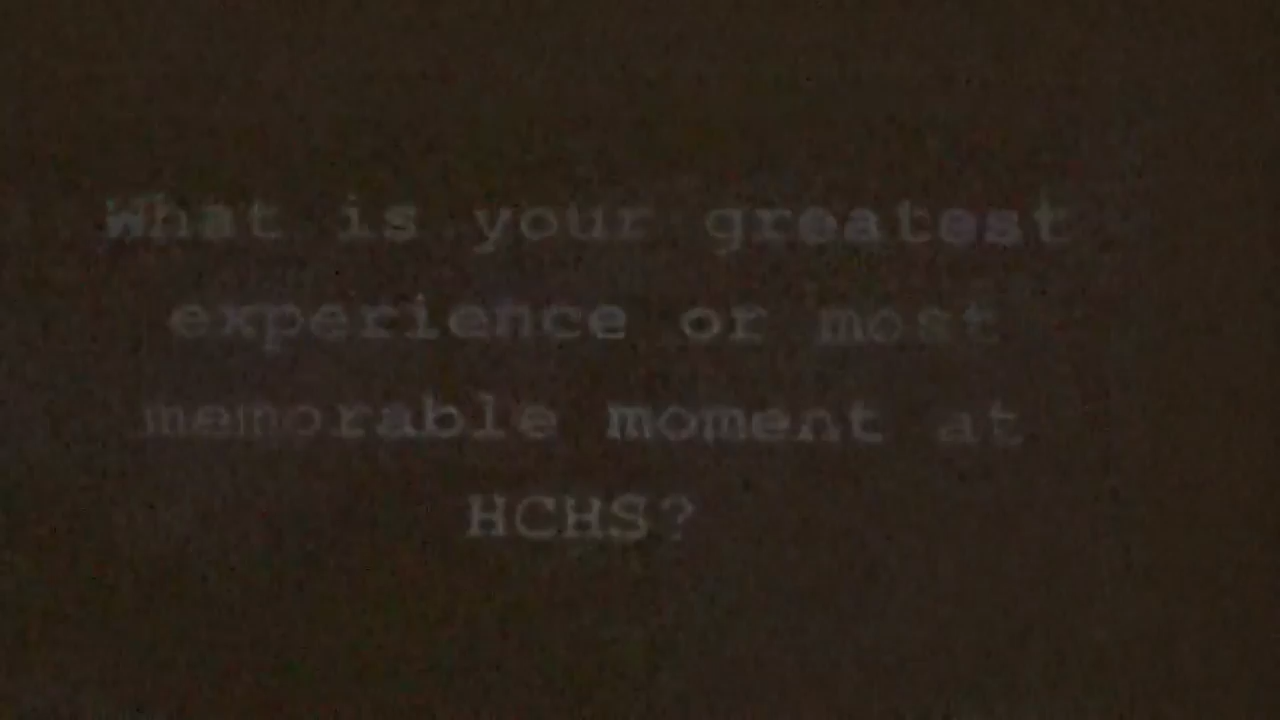 What is your greatest
experience or most
memorable moment at
HCHS?